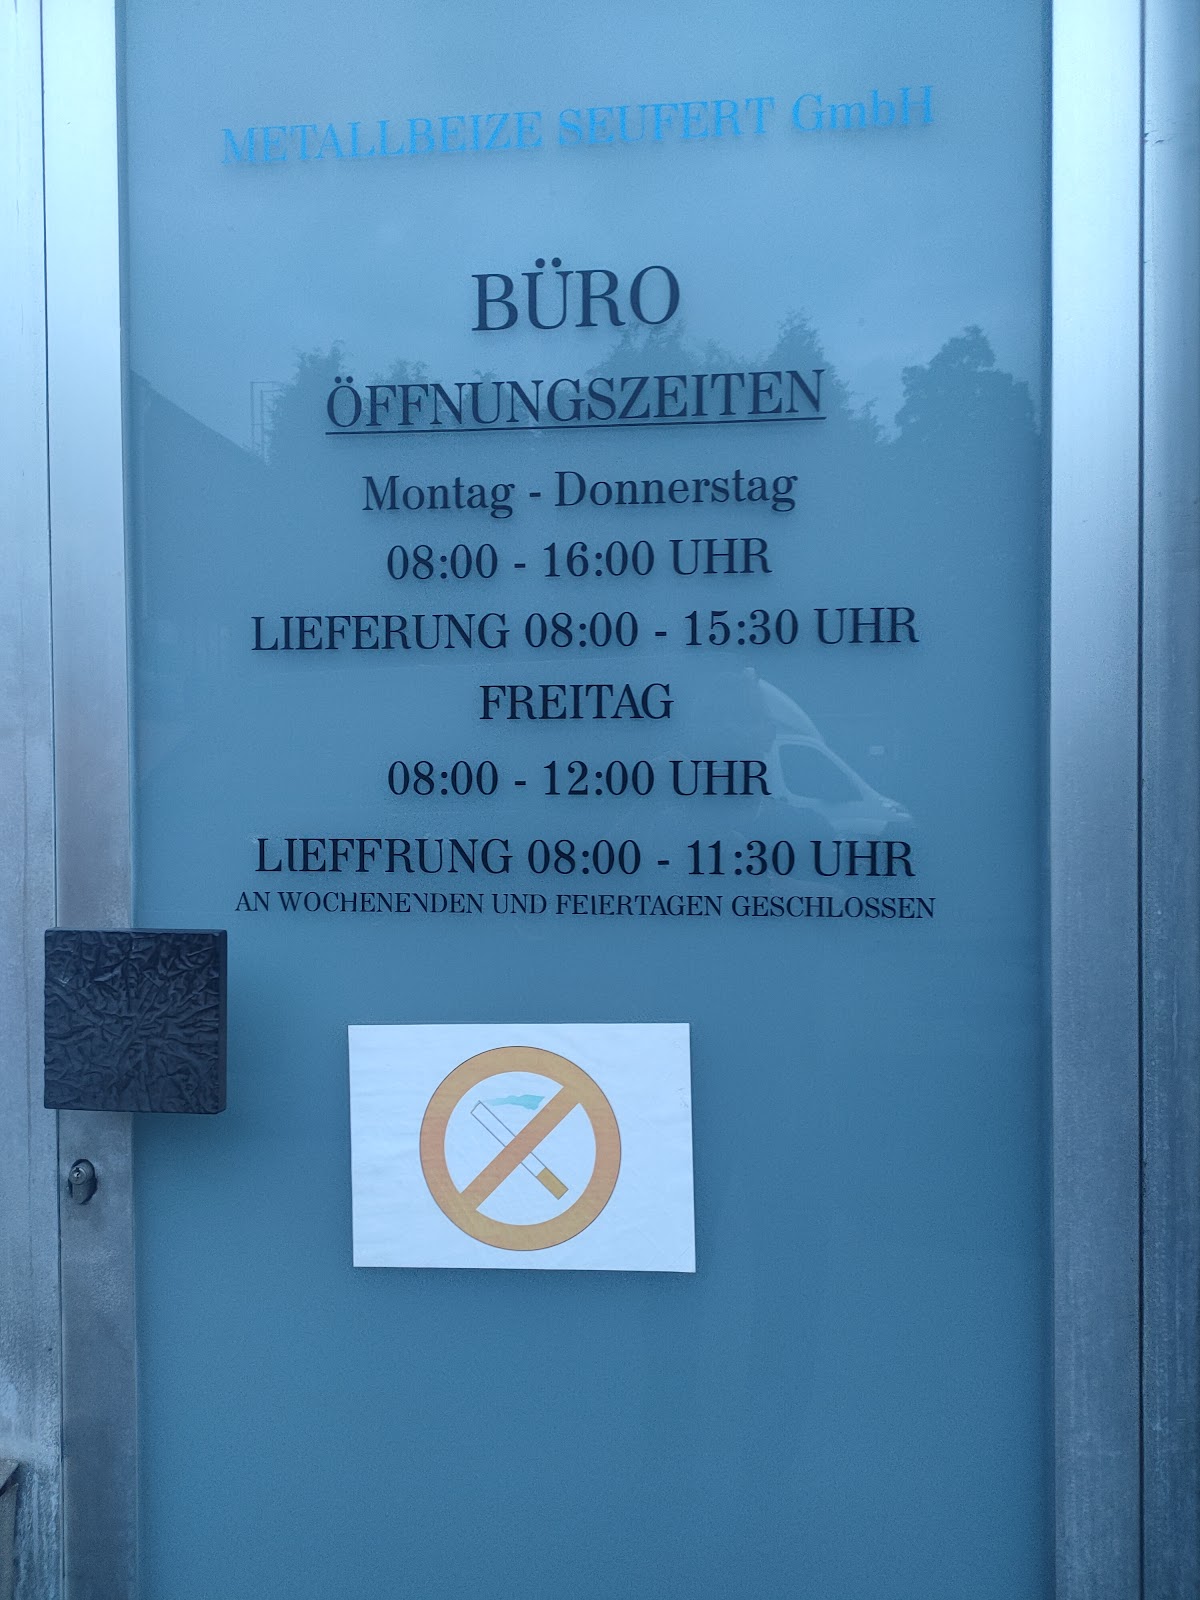 METALLBEIZE SEUFERT GmbH
BÜRO
ÖFFNUNGSZEITEN
Montag - Donnerstag
08:00 - 16:00 UHR
LIEFERUNG 08:00 - 15:30 UHR
FREITAG
08:00 - 12:00 UHR
LIEFFRUNG 08:00 - 11:30 UHR
AN WOCHENENDEN UND FEIERTAGEN GESCHLOSSEN